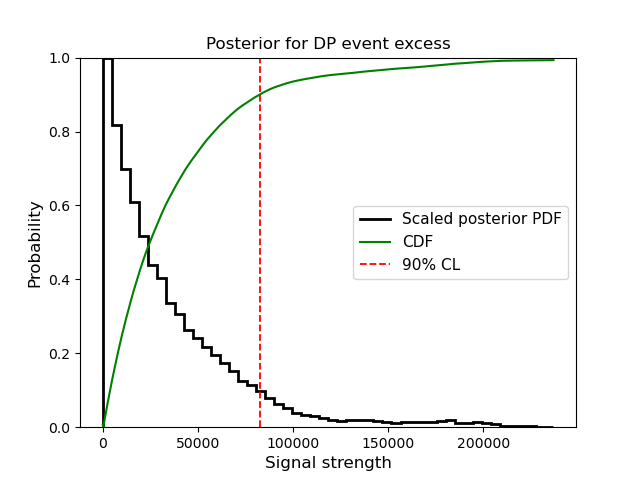 Posterior for DP event excess
1.0
0.8
0.6
0.4
0.2
0.0
Probability
Scaled posterior PDF
CDF
90% CL
0 50000 100000 150000 200000
Signal strength